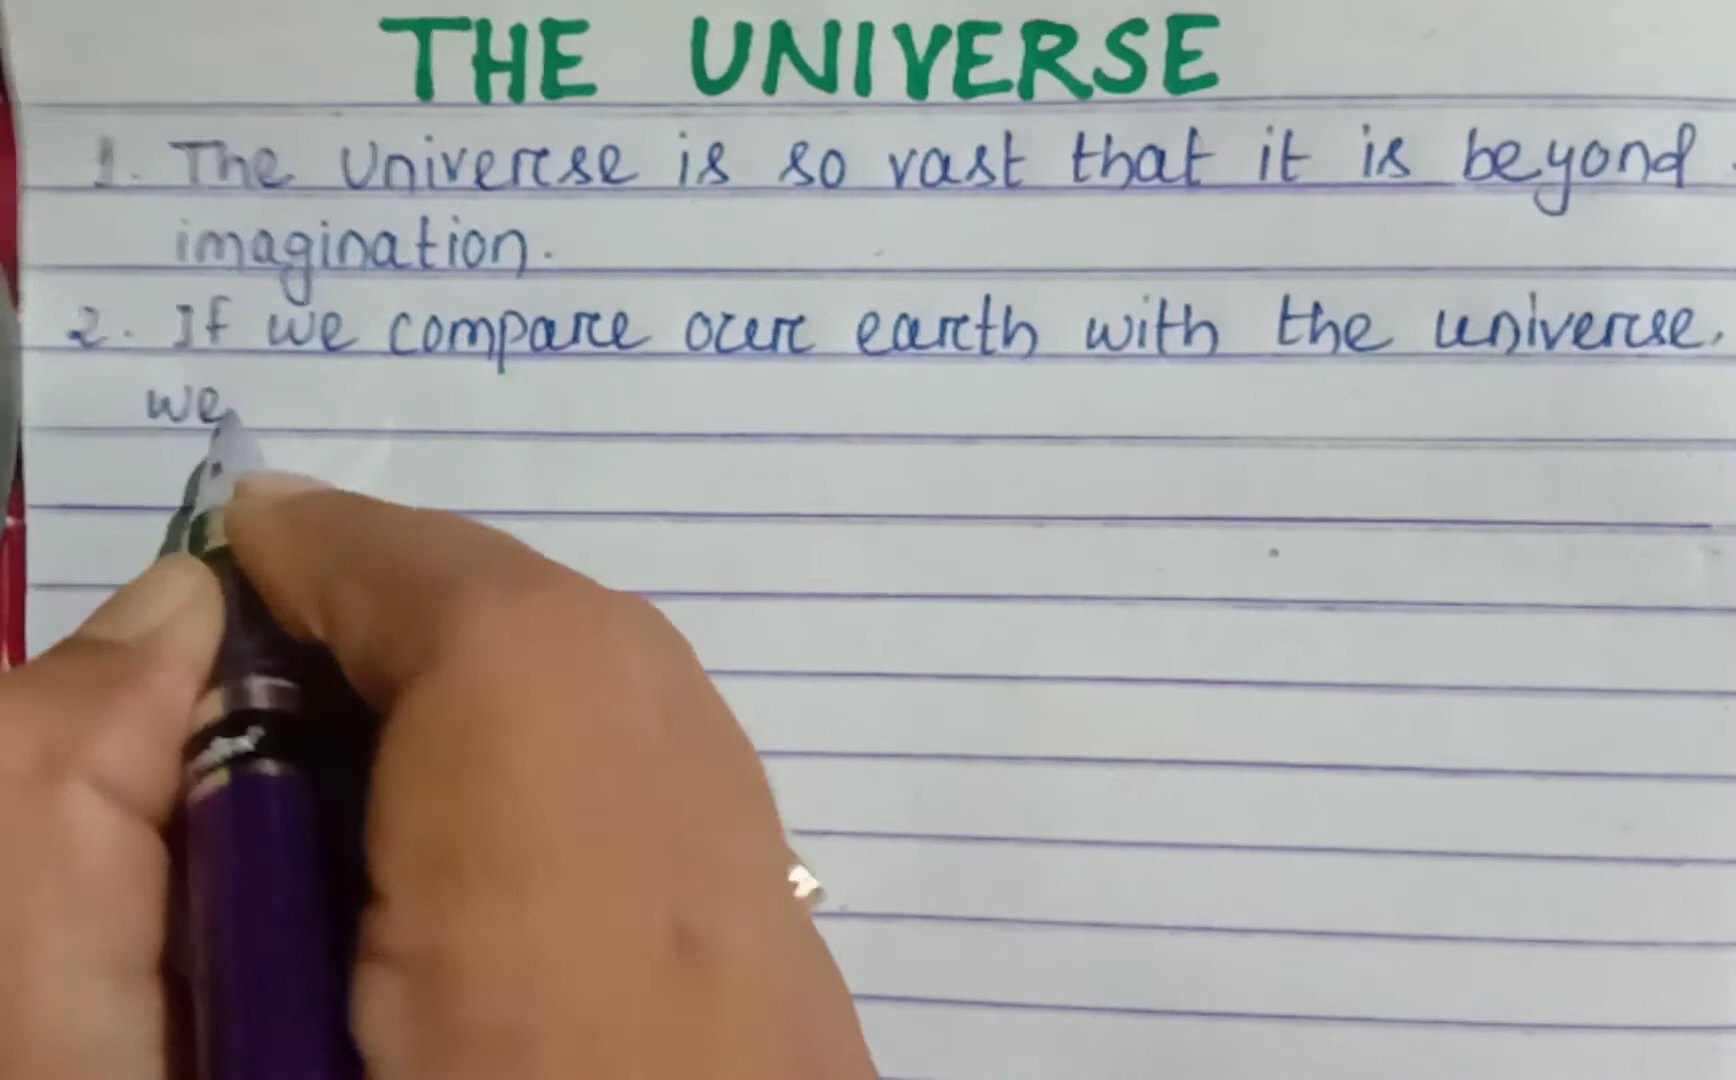 THE UNIVERSE
1. The Universe is so vast that it is beyond
imagination.
2. If we compare our earth with the universe,
we